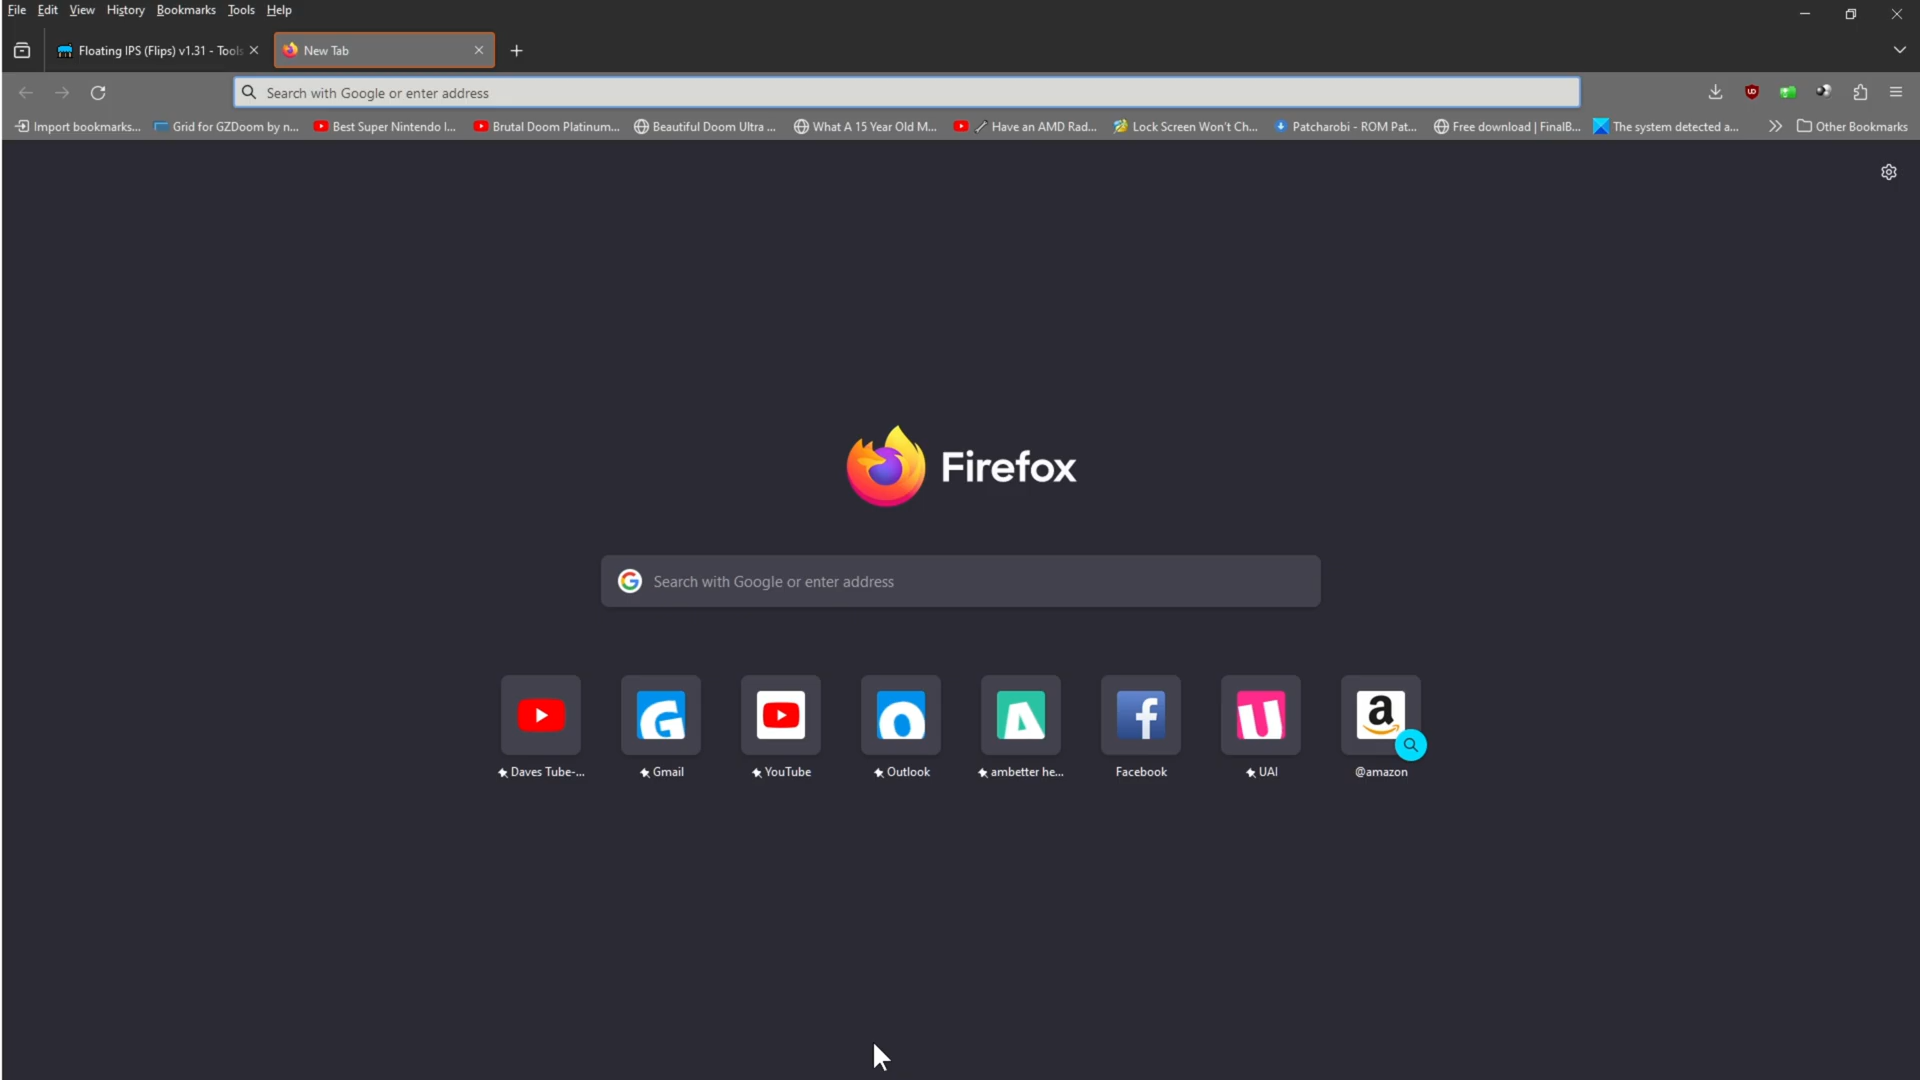 File Edit View History Bookmarks Tools Help
Floating IPS (Flips) v1.31 - Tools
New Tab
Search with Google or enter address
Import bookmarks... Grid for GZDoom by n... Best Super Nintendo I... Brutal Doom Platinum... Beautiful Doom Ultra ... What A 15 Year Old M... Have an AMD Rad... Lock Screen Won't Ch... Patcharobi - ROM Pat... Free download | FinalB... The system detected a... Other Bookmarks
Firefox
Search with Google or enter address
Daves Tube-... Gmail YouTube Outlook ambetter he... Facebook UAI @amazon